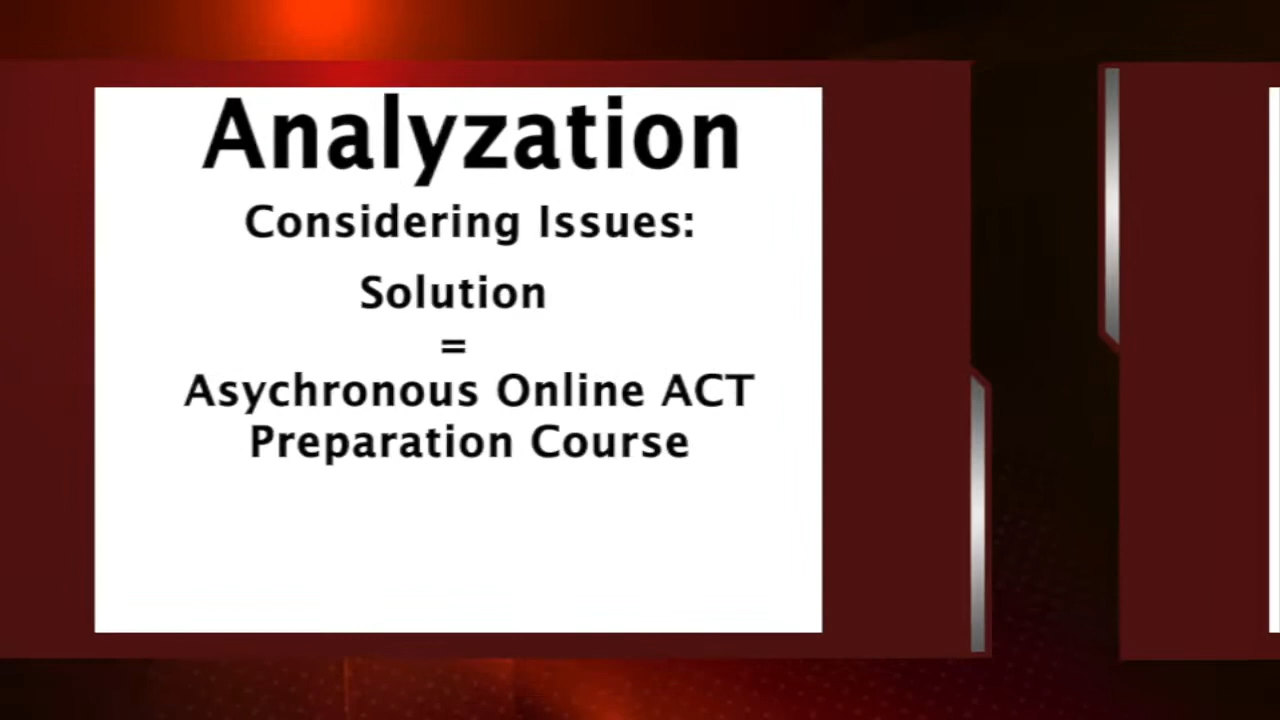 Analyzation
Considering Issues:
Solution
=
Asychronous Online ACT
Preparation Course